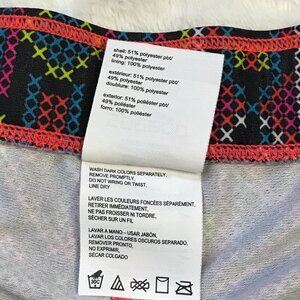 shell: 51% polyester pbt/
49% polyester
lining: 100% polyester
extérieur: 51% polyester pbt/
49% polyester
doublure: 100% polyester
exterior: 51% poliéster pbt/
49% poliéster
forro: 100% poliéster
WASH DARK COLORS SEPARATELY,
REMOVE PROMPTLY,
DO NOT WRING OR TWIST,
LINE DRY
LAVER LES COULEURS FONCÉES SÉPARÉMENT,
RETIRER IMMÉDIATEMENT,
NE PAS FROISSER NI TORDRE,
SÉCHER SUR UN FIL
LAVAR A MANO - USAR JABÓN,
LAVAR LOS COLORES OSCUROS SEPARADO,
NO EXPRIMIR,
SECAR COLGADO